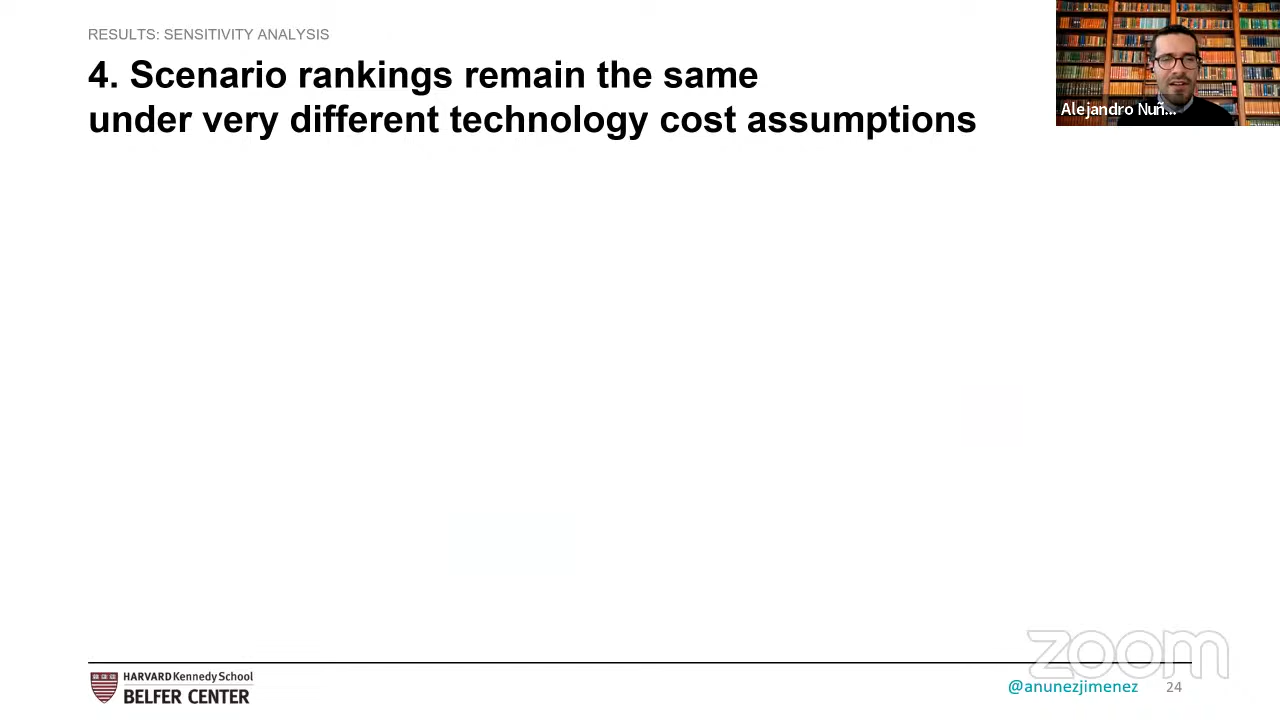 RESULTS: SENSITIVITY ANALYSIS
4. Scenario rankings remain the same
under very different technology cost assumptions
Alejandro Nuñ...
zoom
HARVARD Kennedy School
BELFER CENTER
@anunezjimenez
24